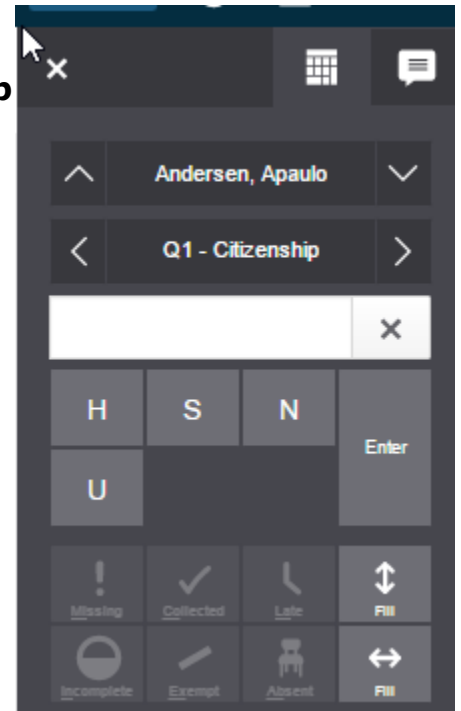 p
Andersen, Apaulo
Q1 - Citizenship
H S N
Enter
U
Missing Collected Late Fill
Incomplete Exempt Absent Fill